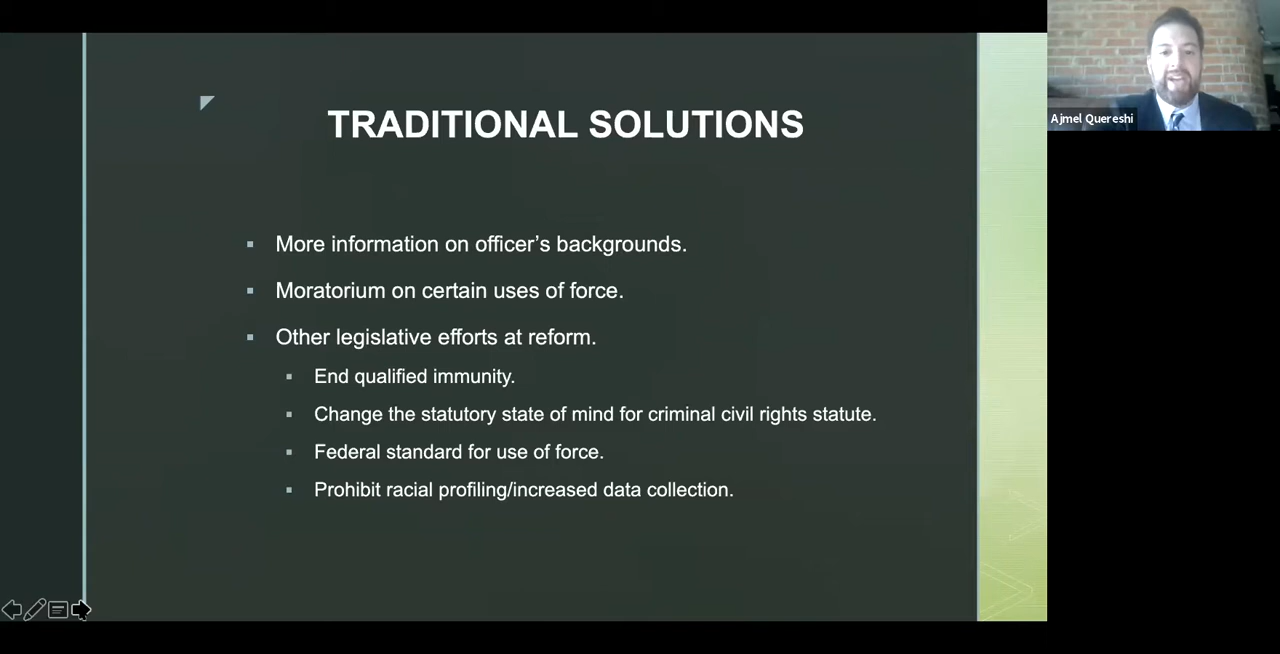 TRADITIONAL SOLUTIONS
More information on officer’s backgrounds.
Moratorium on certain uses of force.
Other legislative efforts at reform.
End qualified immunity.
Change the statutory state of mind for criminal civil rights statute.
Federal standard for use of force.
Prohibit racial profiling/increased data collection.
Ajmel Quereshi